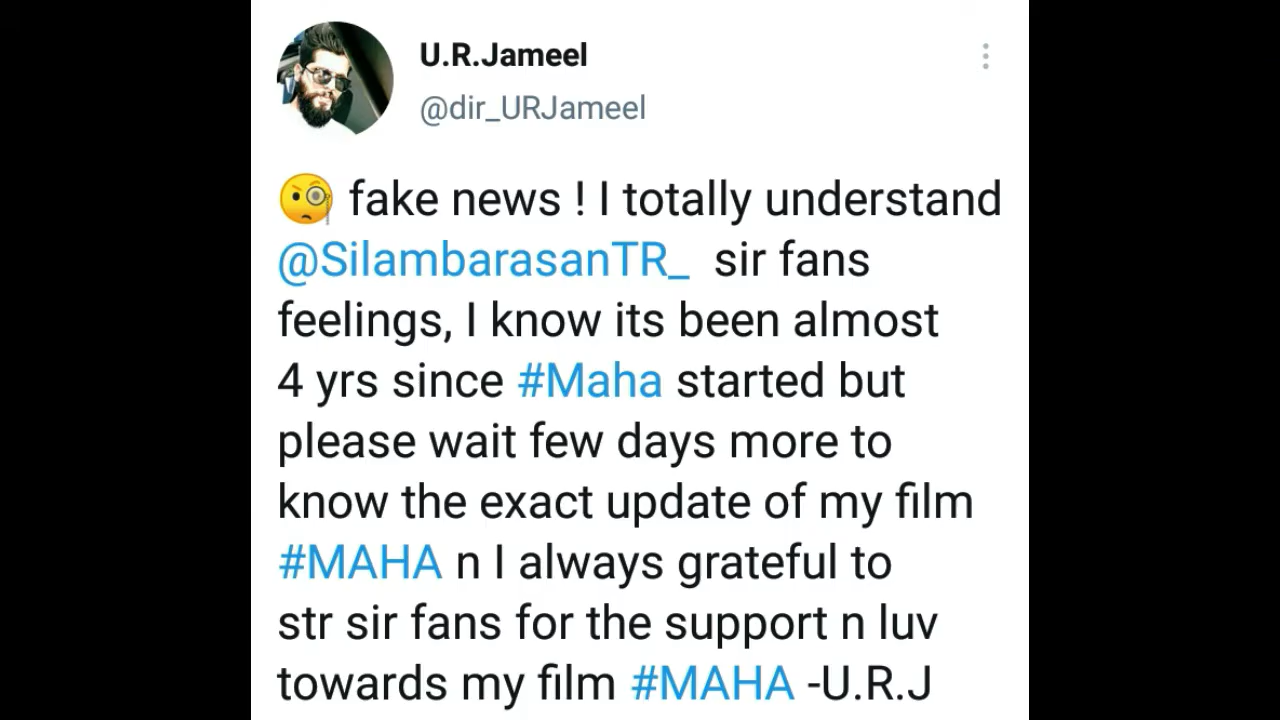 U.R.Jameel
@dir_URJameel
🧐 fake news ! I totally understand
@SilambarasanTR_ sir fans
feelings, I know its been almost
4 yrs since #Maha started but
please wait few days more to
know the exact update of my film
#MAHA n I always grateful to
str sir fans for the support n luv
towards my film #MAHA -U.R.J